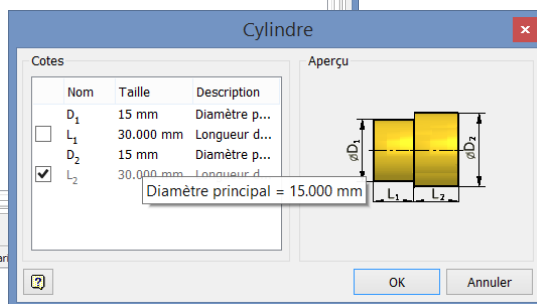 Cylindre
Cotes
Aperçu
Nom Taille Description
D1 15 mm Diamètre p...
L1 30.000 mm Longueur d...
D2 15 mm Diamètre p...
L2 30.000 mm Longueur d...
Diamètre principal = 15.000 mm
øD1
øD2
L1 L2
OK
Annuler